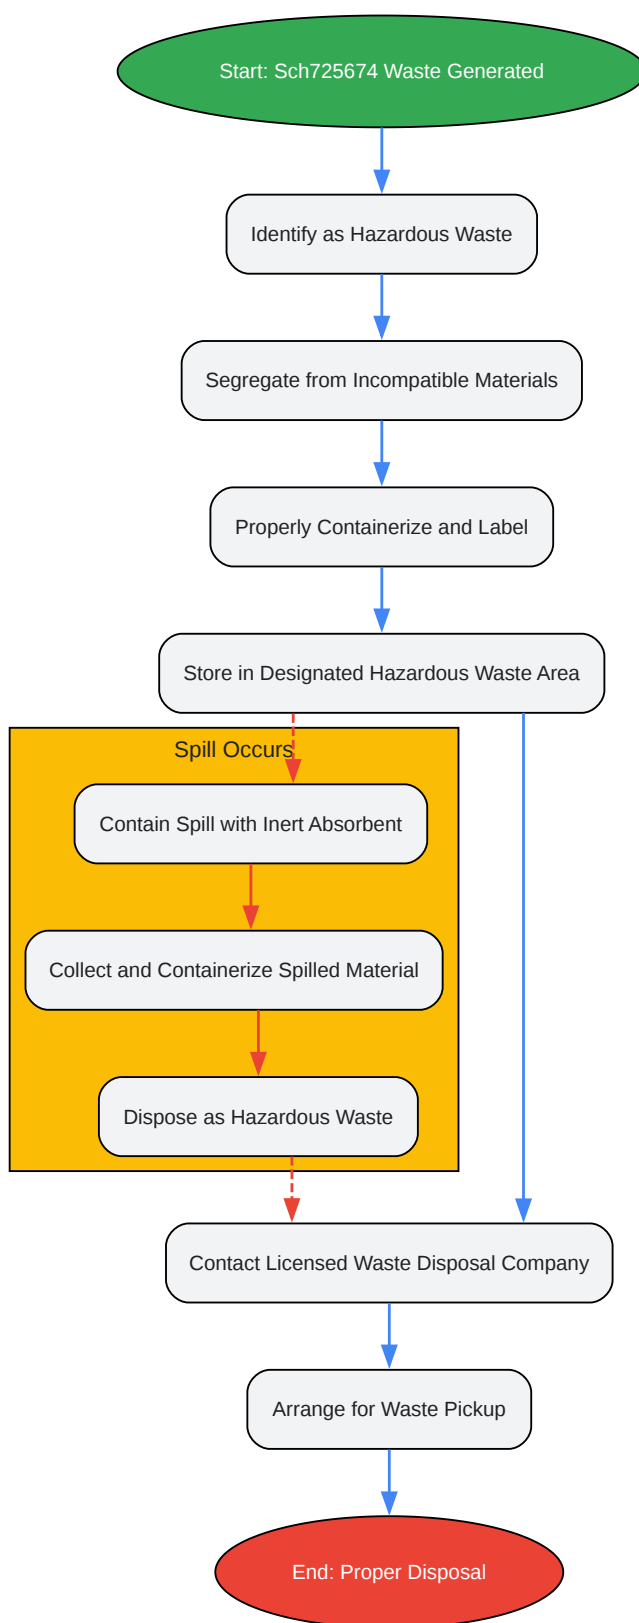 Start: Sch725674 Waste Generated
Identify as Hazardous Waste
Segregate from Incompatible Materials
Properly Containerize and Label
Store in Designated Hazardous Waste Area
Spill Occurs
Contain Spill with Inert Absorbent
Collect and Containerize Spilled Material
Dispose as Hazardous Waste
Contact Licensed Waste Disposal Company
Arrange for Waste Pickup
End: Proper Disposal